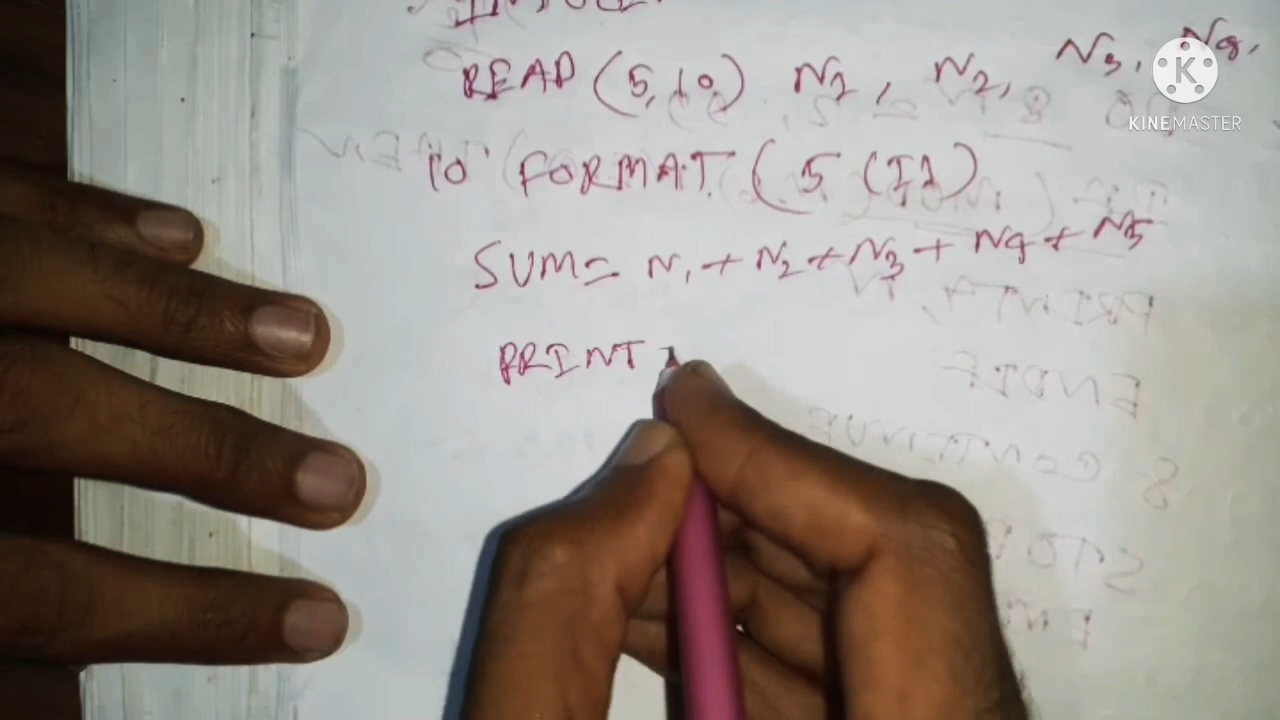 READ (5,10) N1, N2, N3, N4,
10 FORMAT (5 (I1)
SUM = N1 + N2 + N3 + N4 + N5
PRINT
K
KINEMASTER